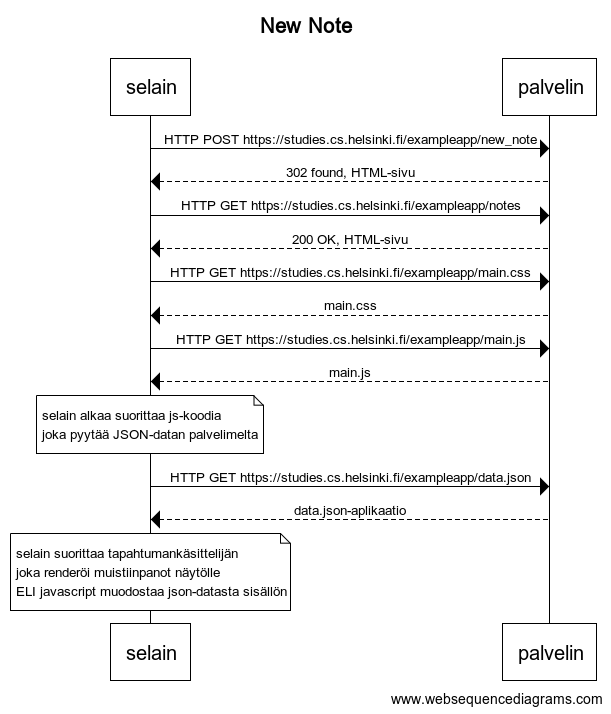 New Note
selain
palvelin
HTTP POST https://studies.cs.helsinki.fi/exampleapp/new_note
302 found, HTML-sivu
HTTP GET https://studies.cs.helsinki.fi/exampleapp/notes
200 OK, HTML-sivu
HTTP GET https://studies.cs.helsinki.fi/exampleapp/main.css
main.css
HTTP GET https://studies.cs.helsinki.fi/exampleapp/main.js
main.js
selain alkaa suorittaa js-koodia
joka pyytää JSON-datan palvelimelta
HTTP GET https://studies.cs.helsinki.fi/exampleapp/data.json
data.json-aplikaatio
selain suorittaa tapahtumankäsittelijän
joka renderöi muistiinpanot näytölle
ELI javascript muodostaa json-datasta sisällön
selain
palvelin
www.websequencediagrams.com